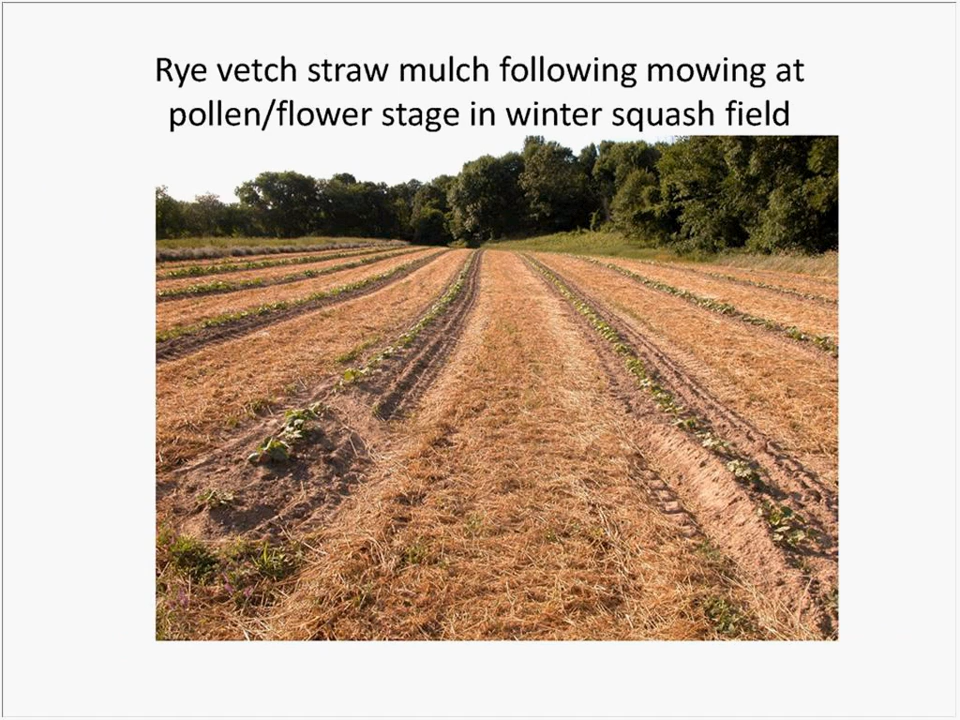 Rye vetch straw mulch following mowing at
pollen/flower stage in winter squash field